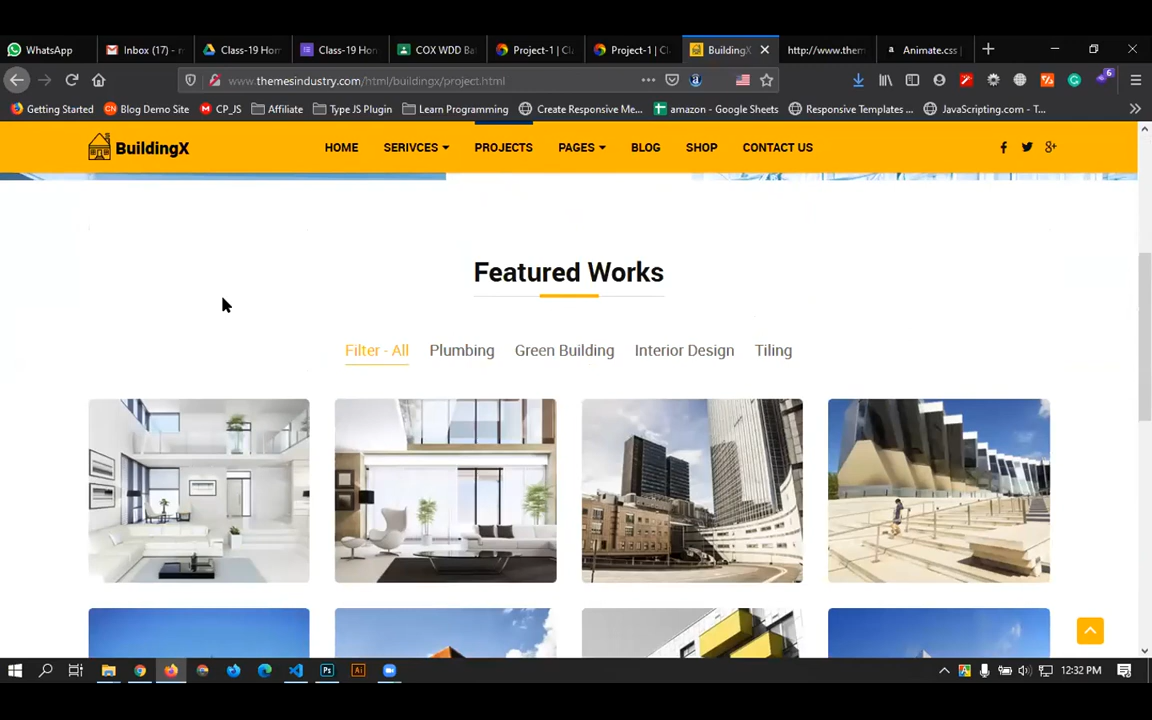 WhatsApp
Inbox (17) - n
Class-19 Hon
Class-19 Hon
COX WDD Ba
Project-1 | Cl
Project-1 | Cl
BuildingX
http://www.them
Animate.css |
www.themesindustry.com/html/buildingx/project.html
6
Getting Started
Blog Demo Site
CP_JS
Affiliate
Type JS Plugin
Learn Programming
Create Responsive Me...
amazon - Google Sheets
Responsive Templates ...
JavaScripting.com - T...
BuildingX
HOME
SERIVCES
PROJECTS
PAGES
BLOG
SHOP
CONTACT US
Featured Works
Filter - All
Plumbing
Green Building
Interior Design
Tiling
12:32 PM